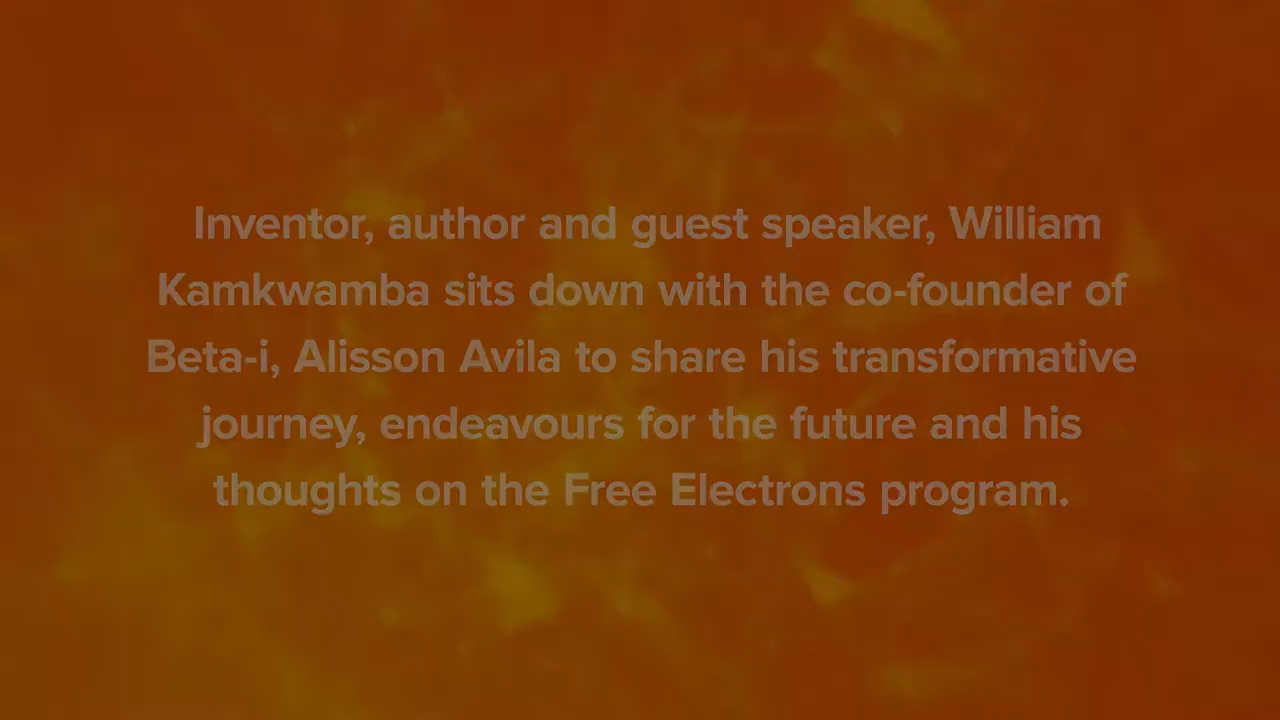 Inventor, author and guest speaker, William
Kamkwamba sits down with the co-founder of
Beta-i, Alisson Avila to share his transformative
journey, endeavours for the future and his
thoughts on the Free Electrons program.